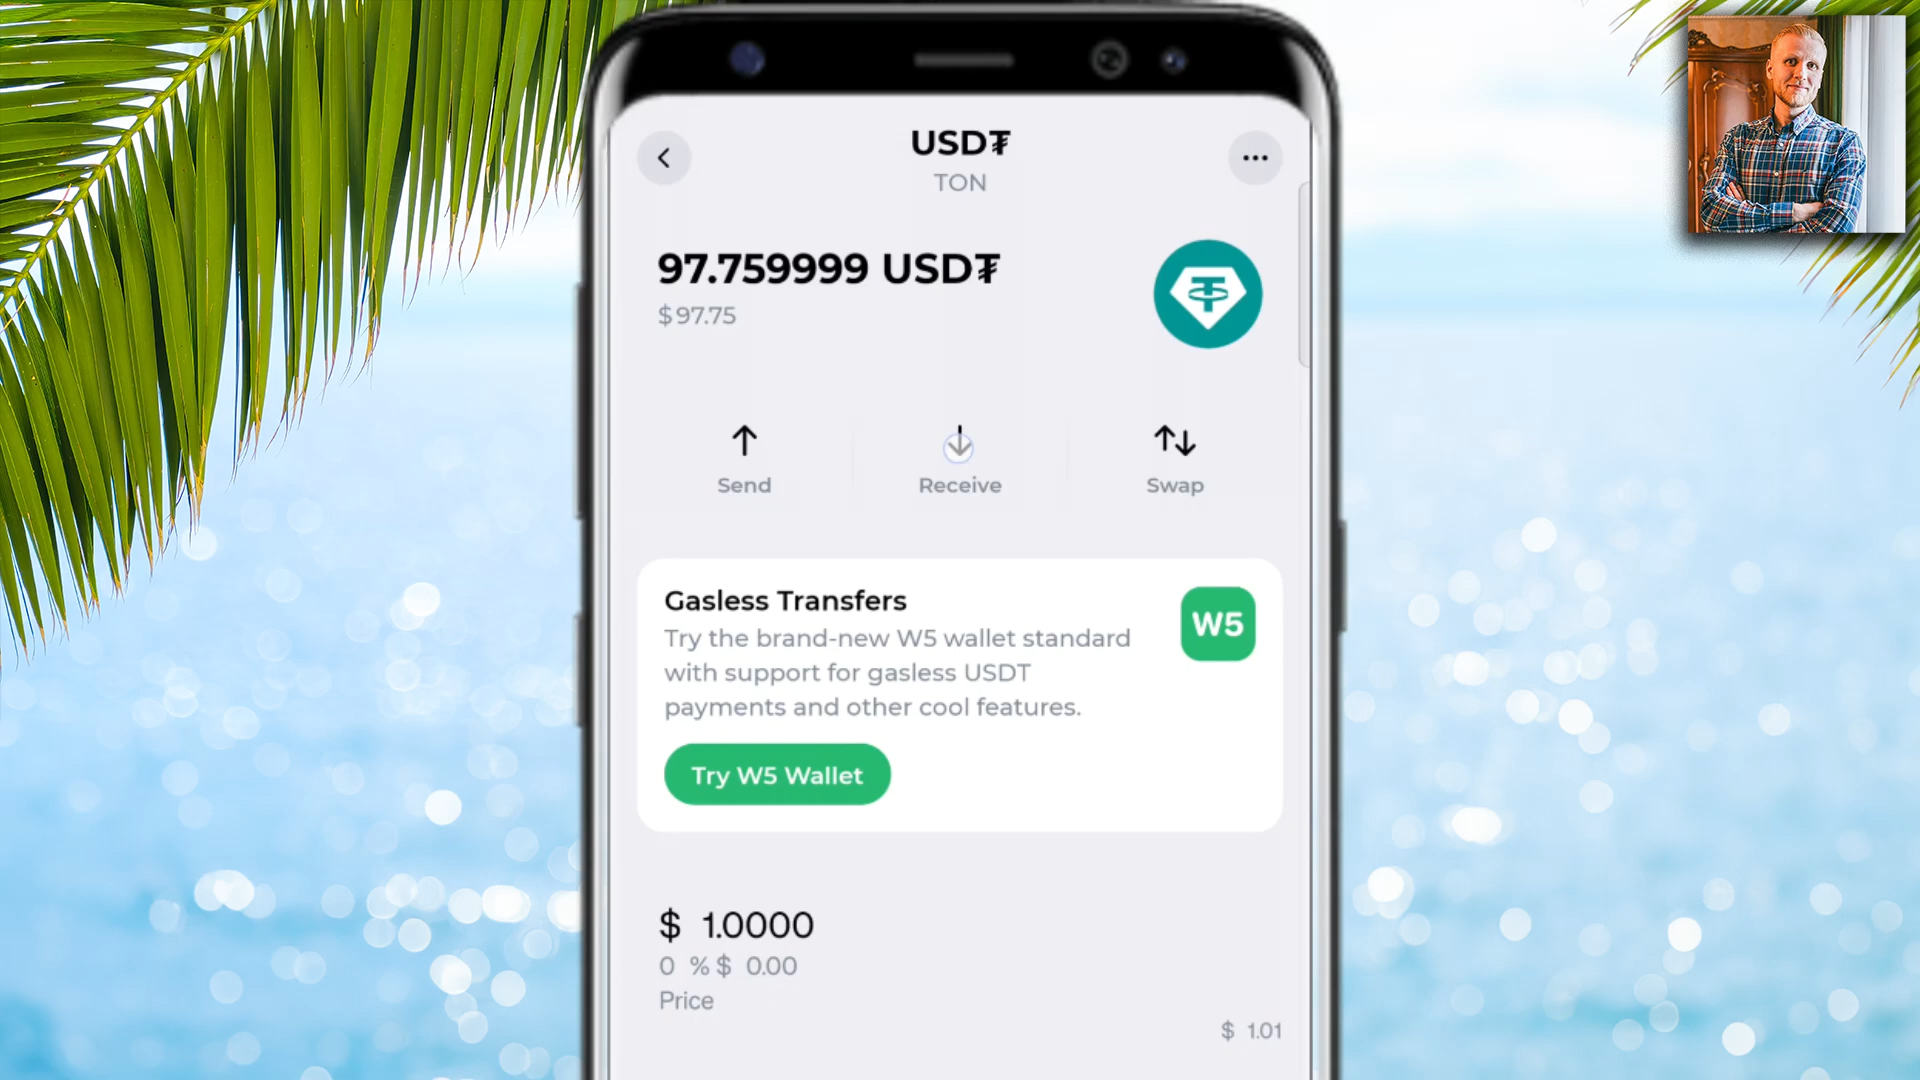 USD₮
TON
97.759999 USD₮
$97.75
Send
Receive
Swap
Gasless Transfers
Try the brand-new W5 wallet standard
with support for gasless USDT
payments and other cool features.
W5
Try W5 Wallet
$ 1.0000
0 % $ 0.00
Price
$ 1.01